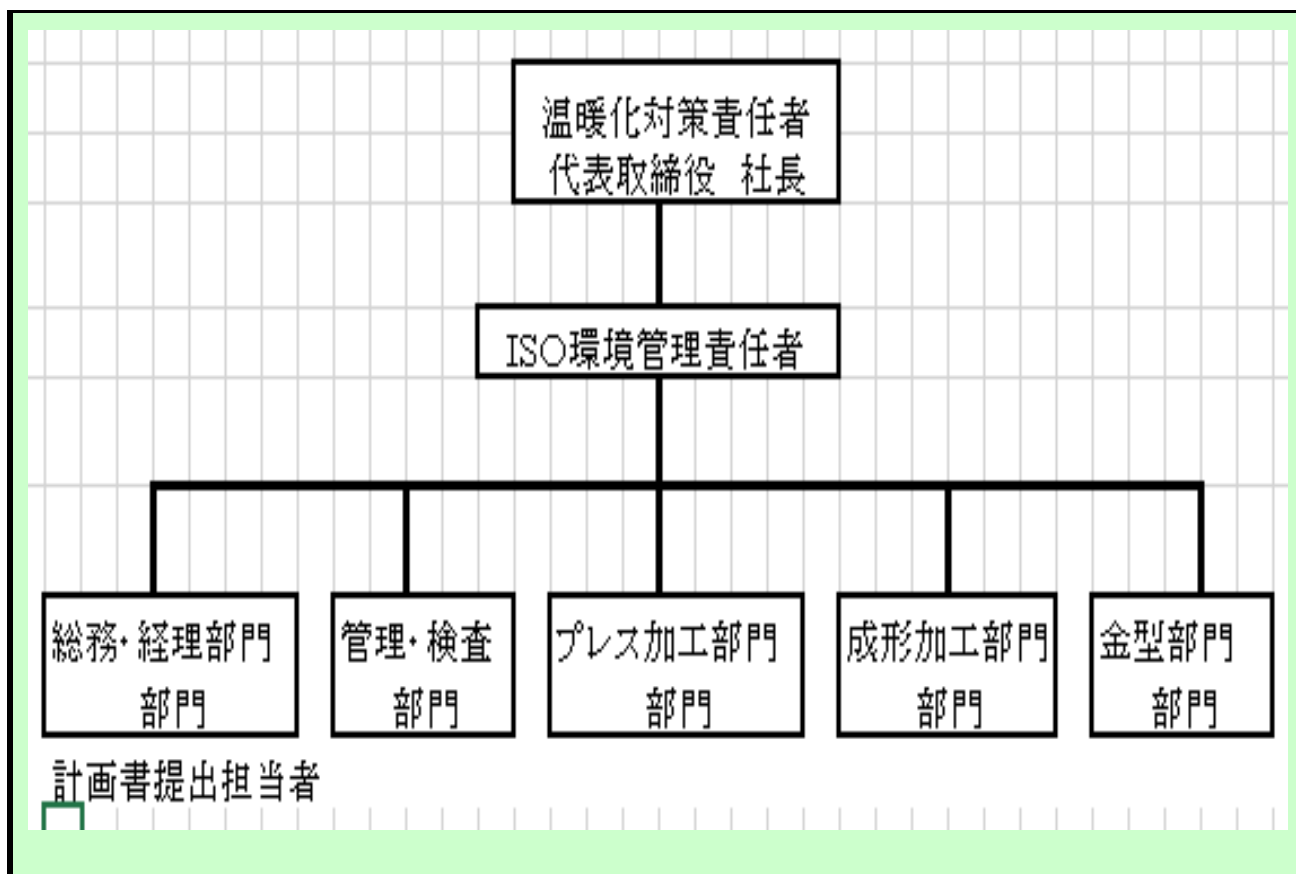 温暖化対策責任者
代表取締役 社長
ISO環境管理責任者
総務・経理部門
部門
管理・検査
部門
プレス加工部門
部門
成形加工部門
部門
金型部門
部門
計画書提出担当者